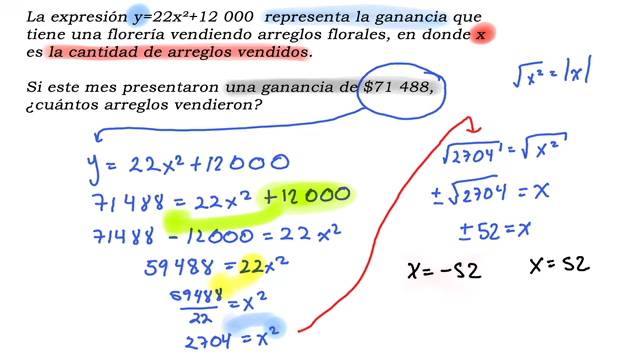 La expresión y=22x²+12 000 representa la ganancia que
tiene una florería vendiendo arreglos florales, en donde x
es la cantidad de arreglos vendidos.
Si este mes presentaron una ganancia de $71 488,
¿cuántos arreglos vendieron?
√x² = |x|
y = 22x² + 12000
71488 = 22x² + 12 000
71488 - 12000 = 22x²
59488 = 22x²
59488/22 = x²
2704 = x²
√2704 = √x²
±√2704 = x
±52 = x
x = -52
x = 52